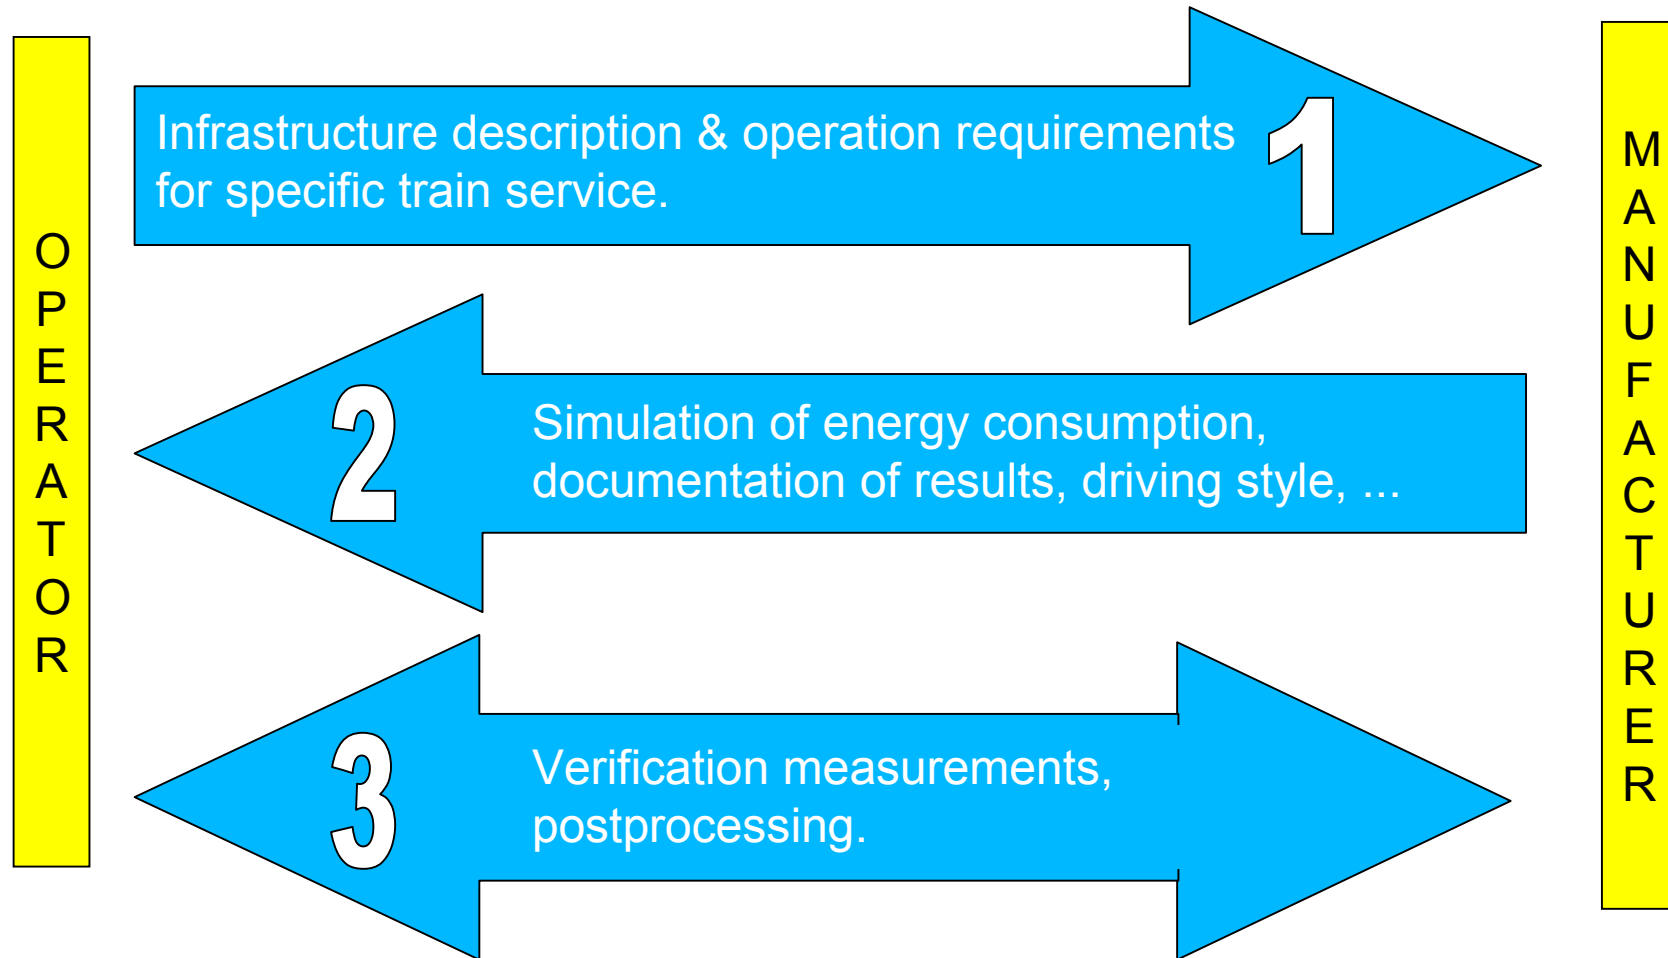 OPERATOR
Infrastructure description & operation requirements
for specific train service.
1
2
Simulation of energy consumption,
documentation of results, driving style, ...
3
Verification measurements,
postprocessing.
MANUFACTURER